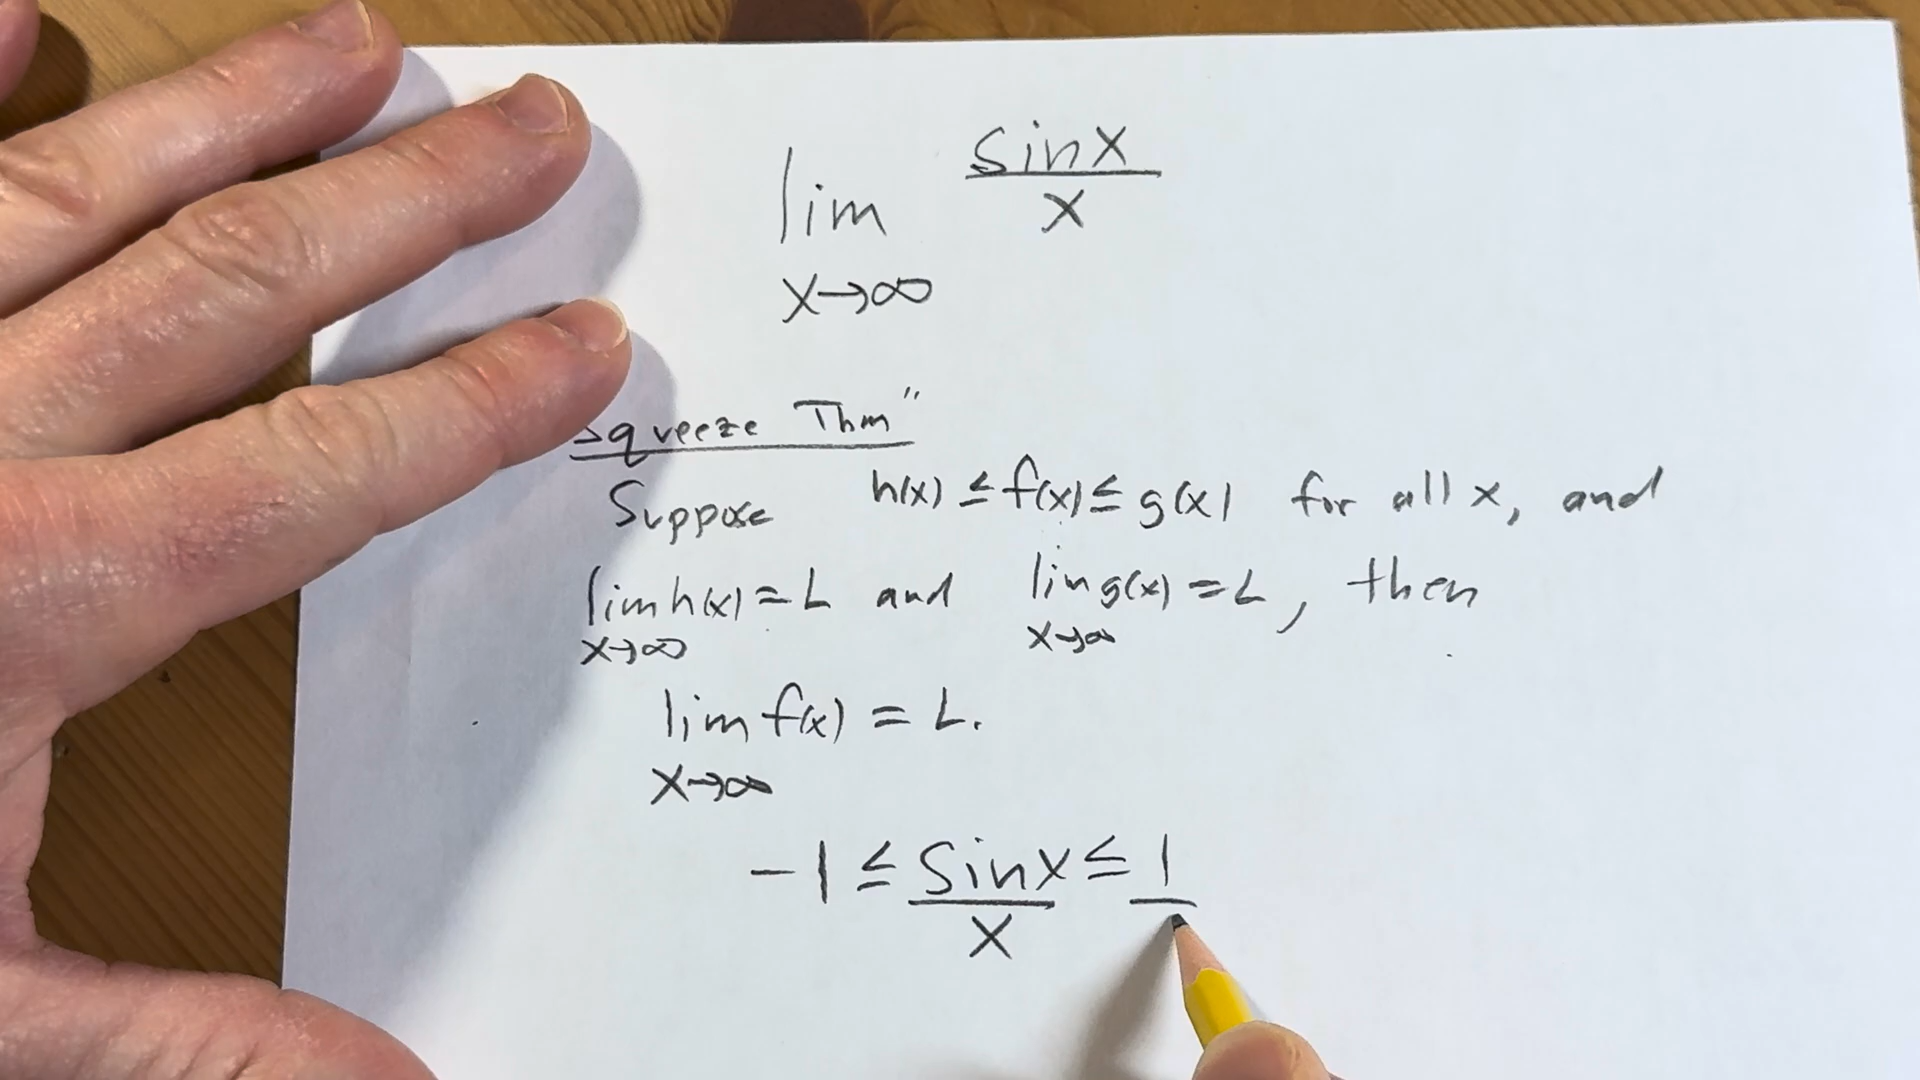 lim sinx/x
x→∞
Squeeze Thm"
Suppose h(x) ≤ f(x) ≤ g(x) for all x, and
lim h(x) = L and lim g(x) = L, then
x→∞ x→∞
lim f(x) = L.
x→∞
-1 ≤ sinx/x ≤ 1/